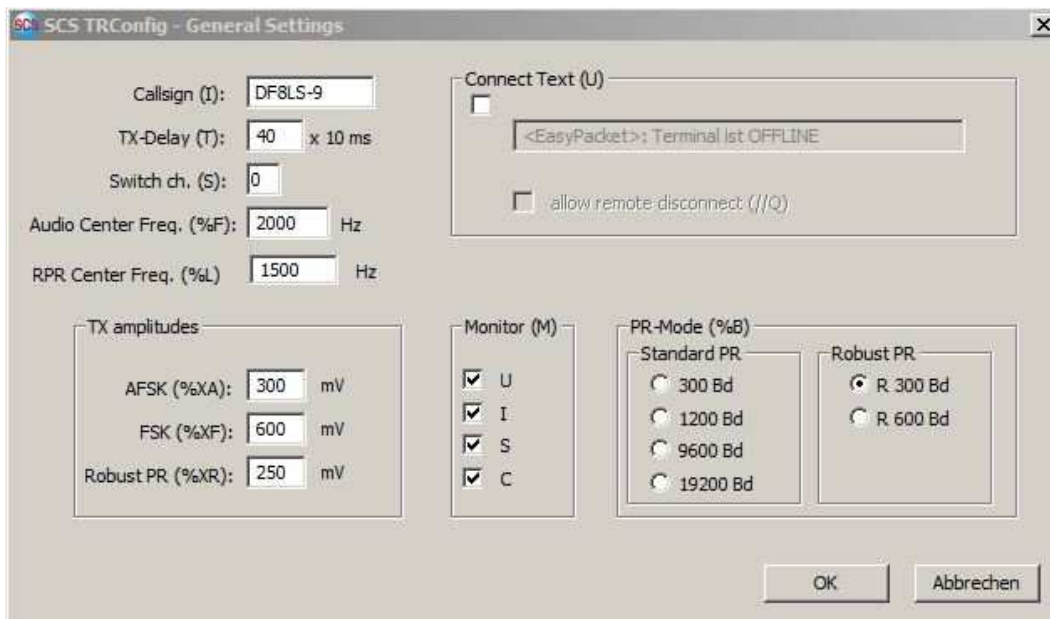 SCS SCS TRConfig - General Settings
Callsign (I): DF8LS-9
TX-Delay (T): 40 x 10 ms
Switch ch. (S): 0
Audio Center Freq. (%F): 2000 Hz
RPR Center Freq. (%L) 1500 Hz
Connect Text (U)
<EasyPacket>: Terminal ist OFFLINE
allow remote disconnect (//Q)
TX amplitudes
AFSK (%XA): 300 mV
FSK (%XF): 600 mV
Robust PR (%XR): 250 mV
Monitor (M)
U
I
S
C
PR-Mode (%B)
Standard PR
300 Bd
1200 Bd
9600 Bd
19200 Bd
Robust PR
R 300 Bd
R 600 Bd
OK Abbrechen